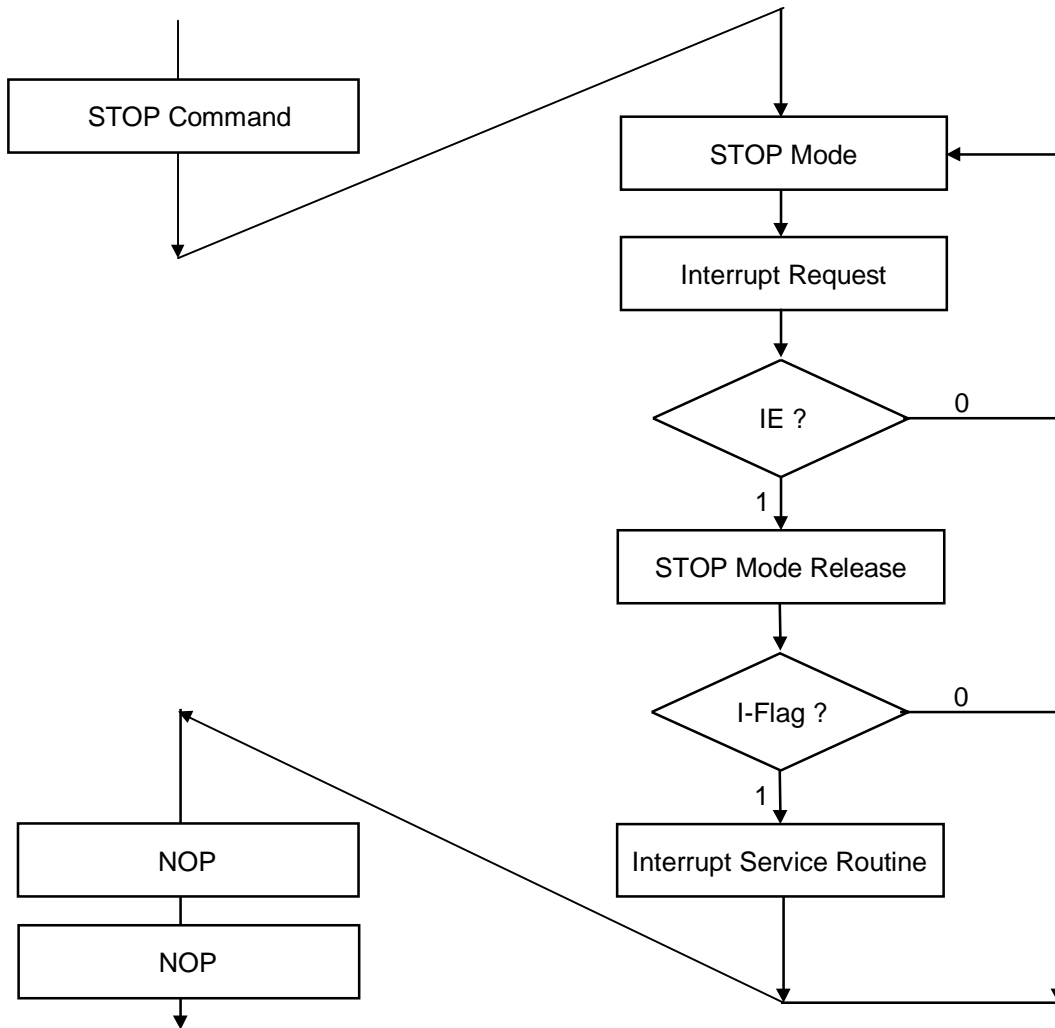 STOP Command
STOP Mode
Interrupt Request
IE ?
0
1
STOP Mode Release
I-Flag ?
0
1
Interrupt Service Routine
NOP
NOP